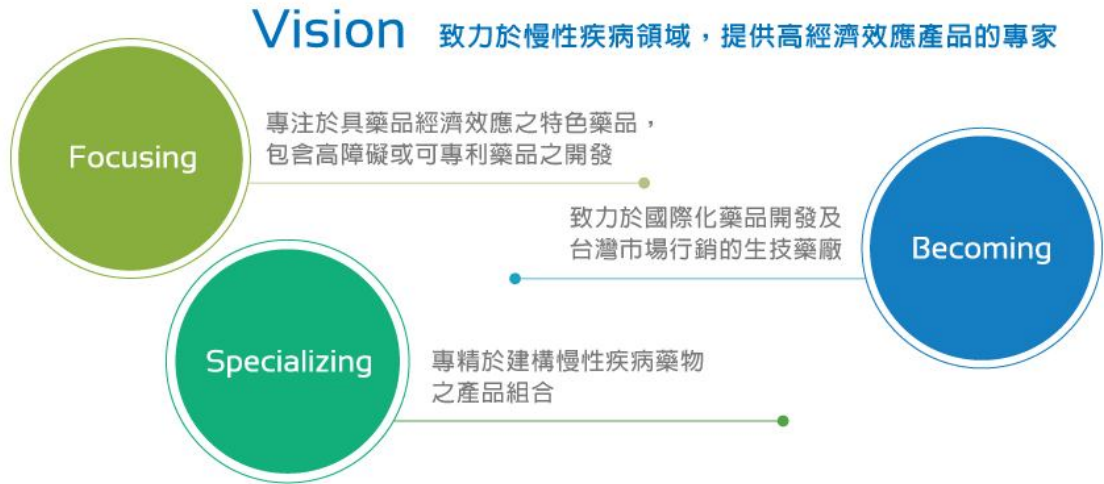 Vision 致力於慢性疾病領域，提供高經濟效應產品的專家
Focusing
專注於具藥品經濟效應之特色藥品，
包含高障礙或可專利藥品之開發
致力於國際化藥品開發及
台灣市場行銷的生技藥廠
Becoming
Specializing
專精於建構慢性疾病藥物
之產品組合